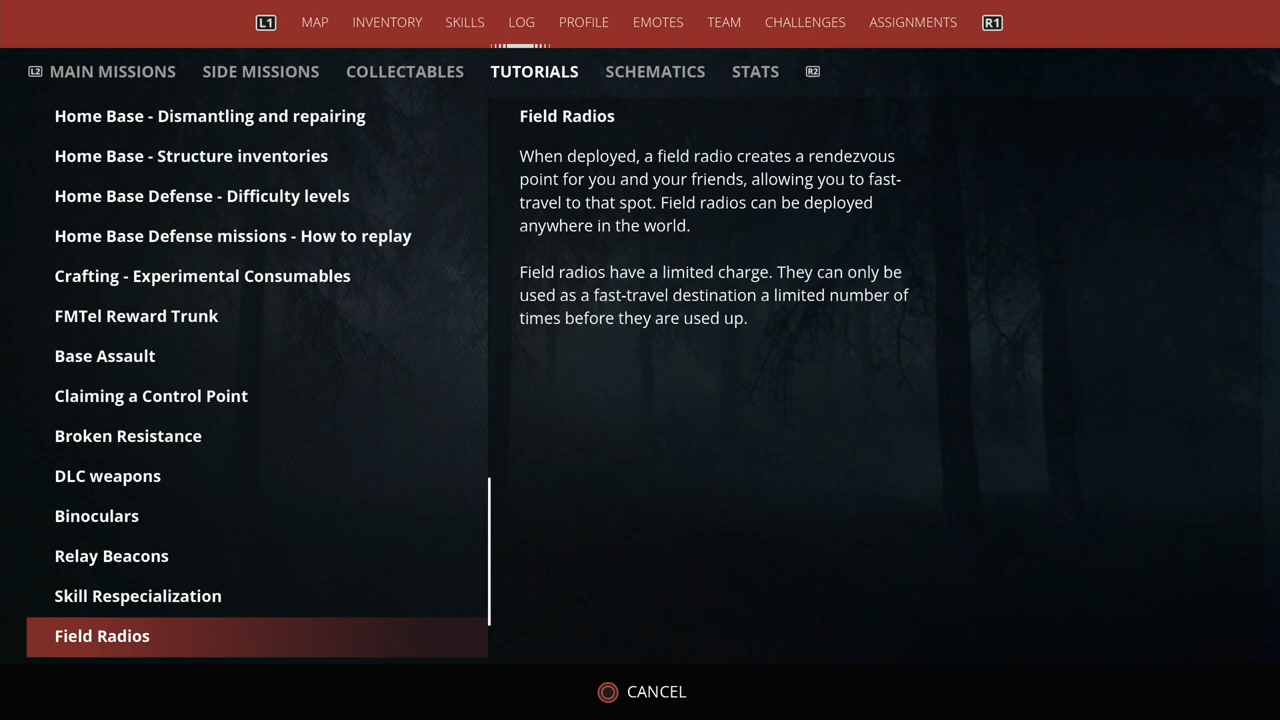 L1 MAP INVENTORY SKILLS LOG PROFILE EMOTES TEAM CHALLENGES ASSIGNMENTS R1
L2 MAIN MISSIONS SIDE MISSIONS COLLECTABLES TUTORIALS SCHEMATICS STATS R2
Home Base - Dismantling and repairing
Home Base - Structure inventories
Home Base Defense - Difficulty levels
Home Base Defense missions - How to replay
Crafting - Experimental Consumables
FMTel Reward Trunk
Base Assault
Claiming a Control Point
Broken Resistance
DLC weapons
Binoculars
Relay Beacons
Skill Respecialization
Field Radios
Field Radios
When deployed, a field radio creates a rendezvous
point for you and your friends, allowing you to fast-
travel to that spot. Field radios can be deployed
anywhere in the world.
Field radios have a limited charge. They can only be
used as a fast-travel destination a limited number of
times before they are used up.
CANCEL